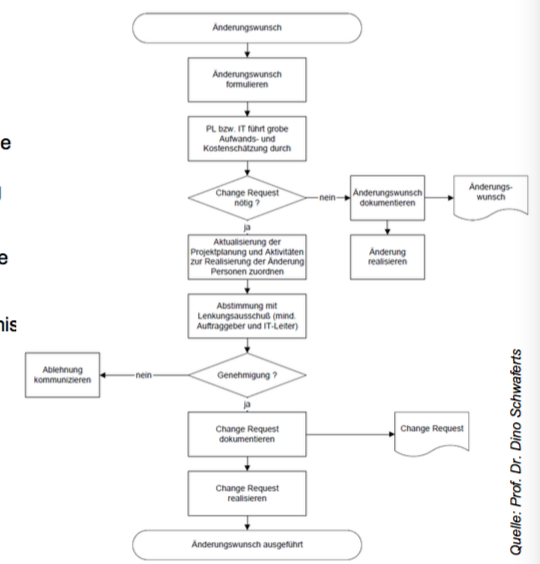 Änderungswunsch
Änderungswunsch
formulieren
PL bzw. IT führt grobe
Aufwands- und
Kostenschätzung durch
Change Request
nötig ?
nein
Änderungswunsch
dokumentieren
Änderungs-
wunsch
ja
Änderung
realisieren
Aktualisierung der
Projektplanung und Aktivitäten
zur Realisierung der Änderung
Personen zuordnen
Abstimmung mit
Lenkungsausschuß (mind.
Auftraggeber und IT-Leiter)
Genehmigung ?
nein
Ablehnung
kommunizieren
ja
Change Request
dokumentieren
Change Request
Change Request
realisieren
Änderungswunsch ausgeführt
Quelle: Prof. Dr. Dino Schwaferts
e
e
nis